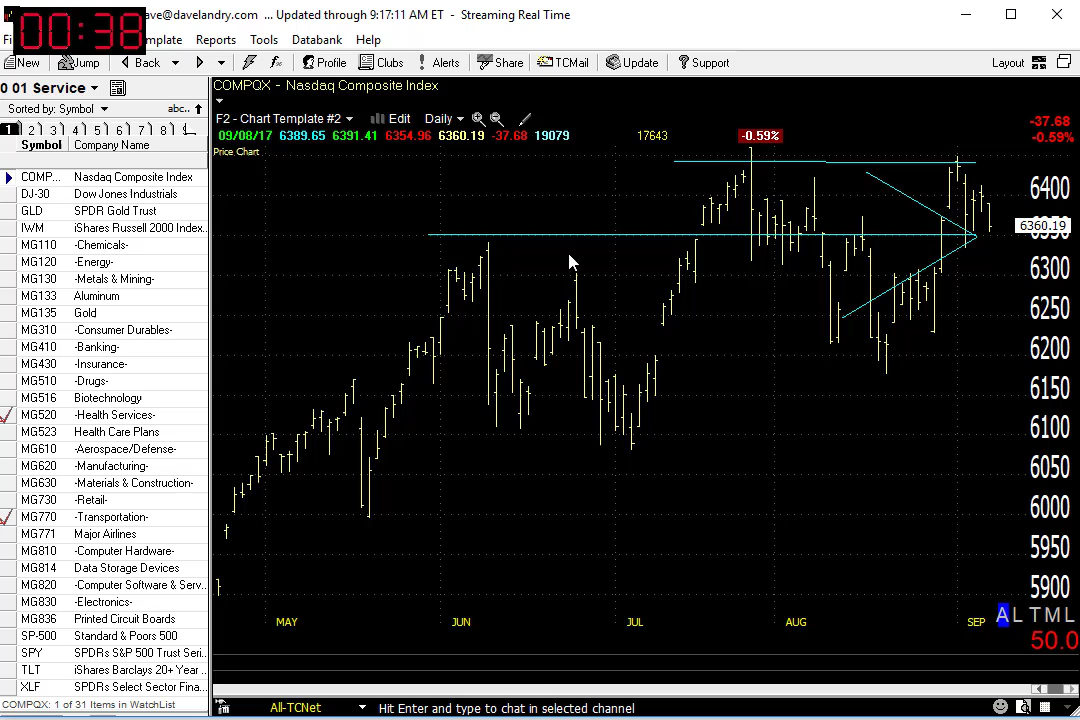 00:38
ave@davelandry.com ... Updated through 9:17:11 AM ET - Streaming Real Time
Fi mplate Reports Tools Databank Help
New Jump Back Profile Clubs Alerts Share TCMail Update Support Layout
0 01 Service
Sorted by: Symbol abc..
1 2 3 4 5 6 7 8
Symbol Company Name
COMP... Nasdaq Composite Index
DJ-30 Dow Jones Industrials
GLD SPDR Gold Trust
IWM iShares Russell 2000 Index..
MG110 -Chemicals-
MG120 -Energy-
MG130 -Metals & Mining-
MG133 Aluminum
MG135 Gold
MG310 -Consumer Durables-
MG410 -Banking-
MG430 -Insurance-
MG510 -Drugs-
MG516 Biotechnology
MG520 -Health Services-
MG523 Health Care Plans
MG610 -Aerospace/Defense-
MG620 -Manufacturing-
MG630 -Materials & Construction-
MG730 -Retail-
MG770 -Transportation-
MG771 Major Airlines
MG810 -Computer Hardware-
MG814 Data Storage Devices
MG820 -Computer Software & Serv..
MG830 -Electronics-
MG836 Printed Circuit Boards
SP-500 Standard & Poors 500
SPY SPDRs S&P 500 Trust Seri..
TLT iShares Barclays 20+ Year ..
XLF SPDRs Select Sector Fina..
COMPQX: 1 of 31 Items in WatchList
COMPQX - Nasdaq Composite Index
F2 - Chart Template #2 Edit Daily
09/08/17 6389.65 6391.41 6354.96 6360.19 -37.68 19079 17643 -0.59%
Price Chart
-37.68
-0.59%
6400
6360.19
6300
6250
6200
6150
6100
6050
6000
5950
5900
MAY JUN JUL AUG SEP
A L T M L
50.0
All-TCNet Hit Enter and type to chat in selected channel